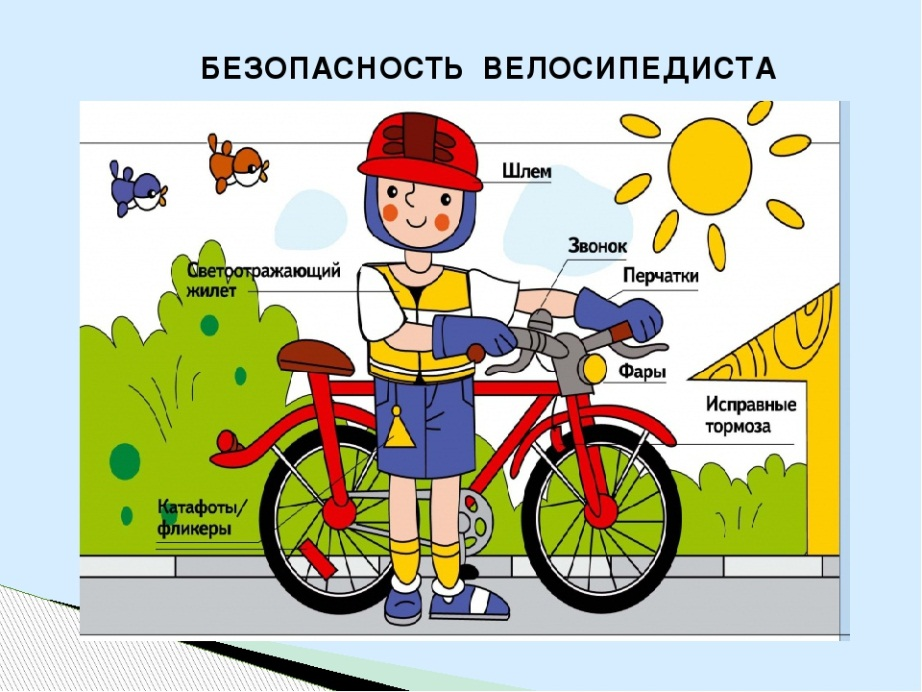 БЕЗОПАСНОСТЬ ВЕЛОСИПЕДИСТА
Шлем
Звонок
Светоотражающий
жилет
Перчатки
Фары
Исправные
тормоза
Катафоты/
фликеры